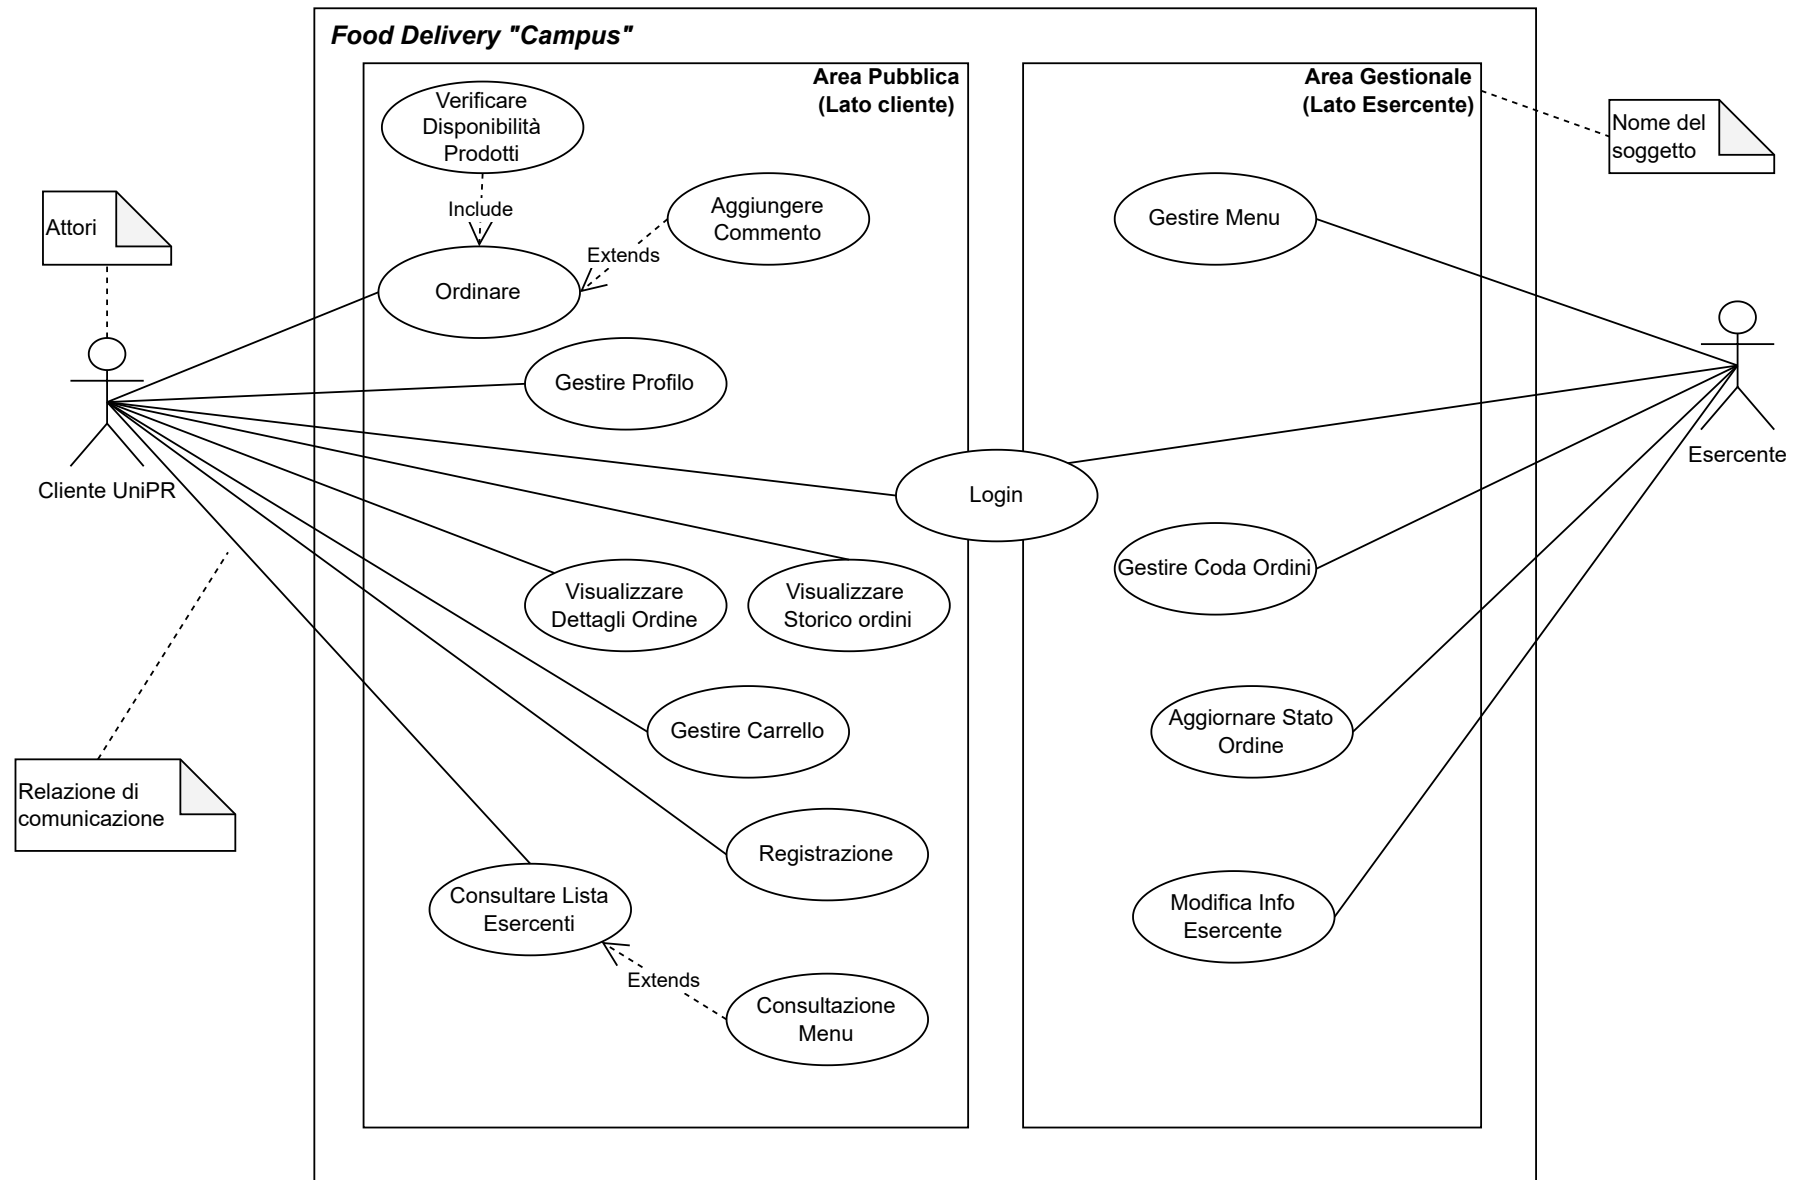 Food Delivery "Campus"
Area Pubblica
(Lato cliente)
Area Gestionale
(Lato Esercente)
Verificare
Disponibilità
Prodotti
Nome del
soggetto
Include
Aggiungere
Commento
Gestire Menu
Attori
Extends
Ordinare
Gestire Profilo
Cliente UniPR
Login
Esercente
Gestire Coda Ordini
Visualizzare
Dettagli Ordine
Visualizzare
Storico ordini
Gestire Carrello
Aggiornare Stato
Ordine
Relazione di
comunicazione
Registrazione
Consultare Lista
Esercenti
Modifica Info
Esercente
Extends
Consultazione
Menu